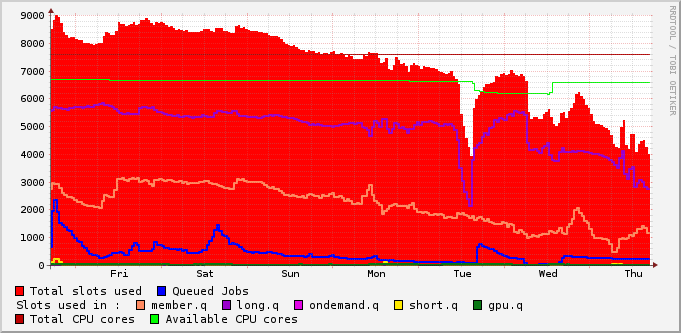 9000
8000
7000
6000
5000
4000
3000
2000
1000
0
Fri Sat Sun Mon Tue Wed Thu
Total slots used Queued Jobs
Slots used in : member.q long.q ondemand.q short.q gpu.q
Total CPU cores Available CPU cores
RRDTOOL / TOBI OETIKER